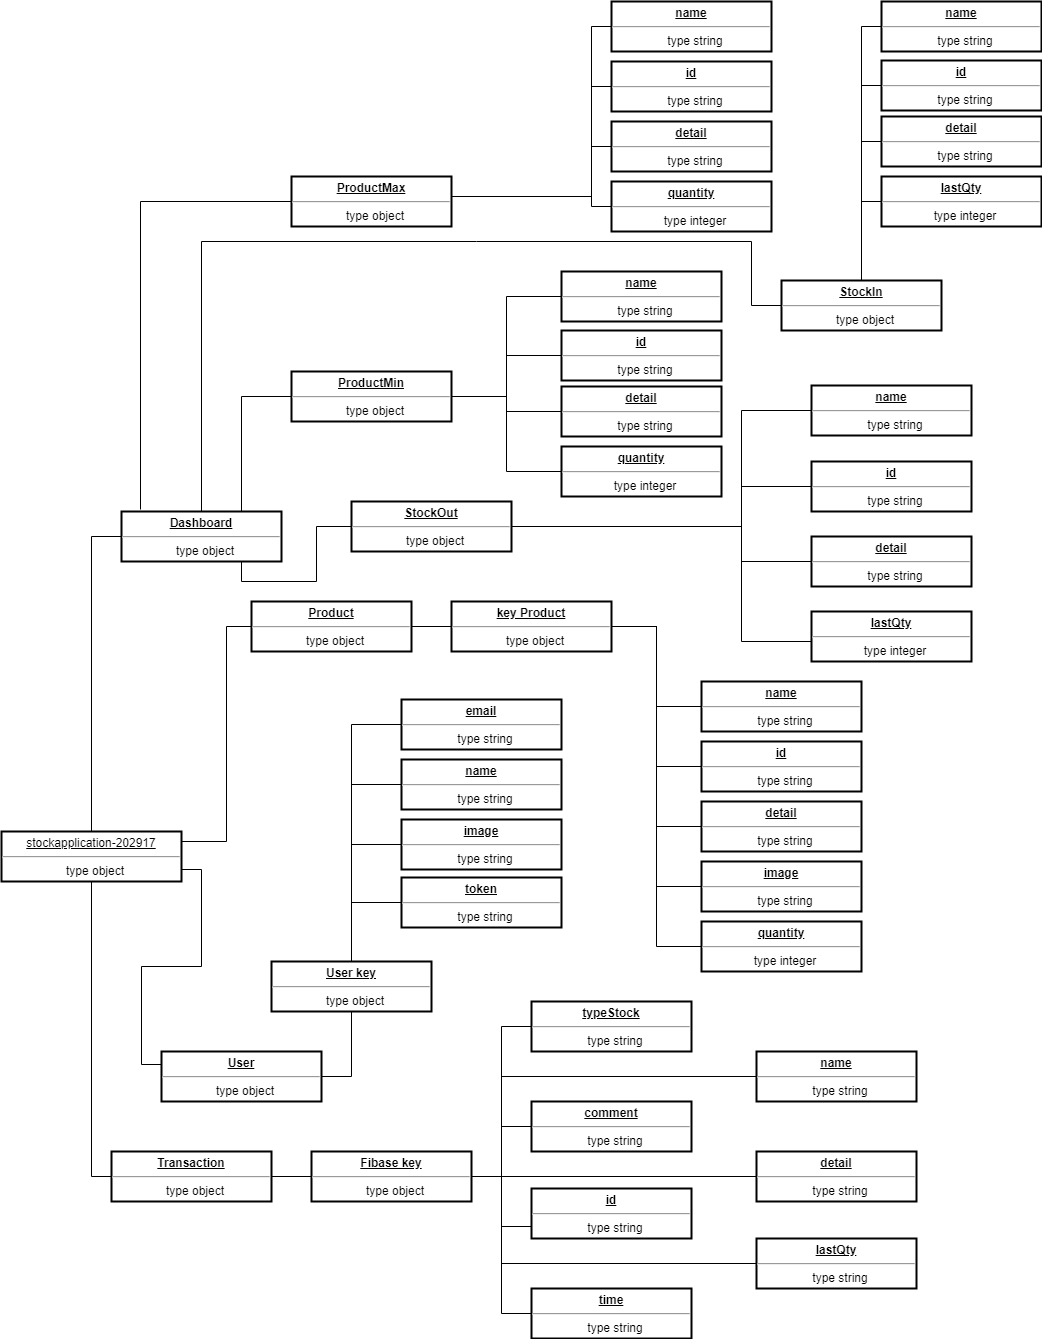 name
type string
id
type string
detail
type string
quantity
type integer
name
type string
id
type string
detail
type string
lastQty
type integer
ProductMax
type object
StockIn
type object
name
type string
id
type string
detail
type string
quantity
type integer
ProductMin
type object
name
type string
id
type string
detail
type string
lastQty
type integer
StockOut
type object
Dashboard
type object
Product
type object
key Product
type object
name
type string
id
type string
detail
type string
image
type string
quantity
type integer
email
type string
name
type string
image
type string
token
type string
stockapplication-202917
type object
User key
type object
User
type object
typeStock
type string
name
type string
comment
type string
Transaction
type object
Fibase key
type object
detail
type string
id
type string
lastQty
type string
time
type string